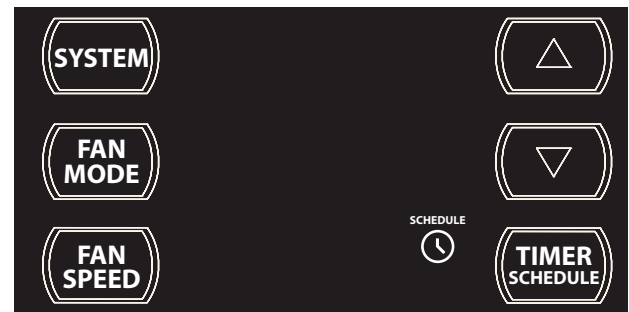 SYSTEM
FAN
MODE
SCHEDULE
FAN
SPEED
TIMER
SCHEDULE